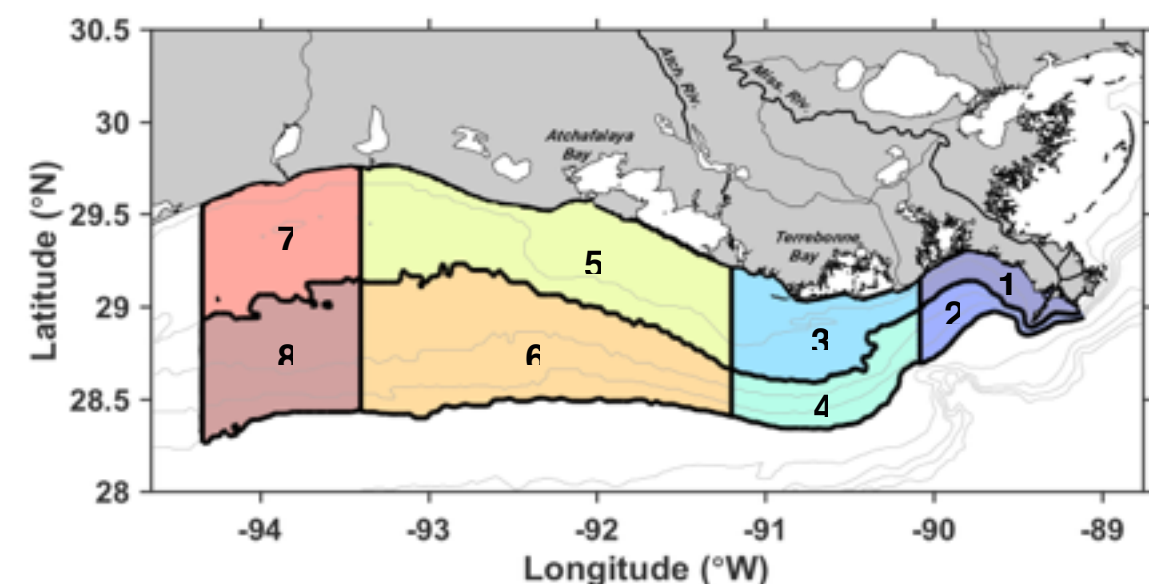 30.5
30
29.5
29
28.5
28
Latitude (°N)
Atch. Riv.
Miss. Riv.
Atchafalaya
Bay
Terrebonne
Bay
7
5
1
2
3
8
6
4
-94
-93
-92
-91
-90
-89
Longitude (°W)